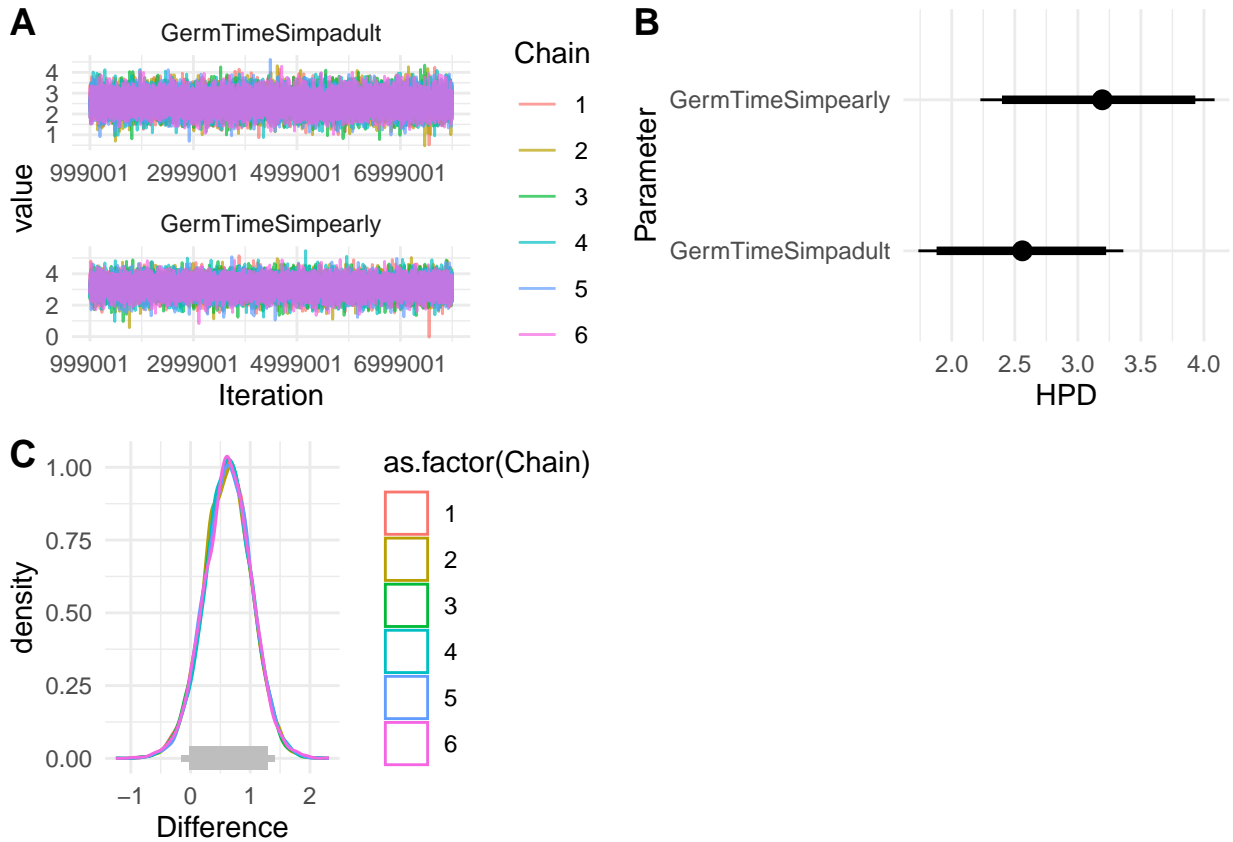 A
GermTimeSimpadult
4
3
2
1
999001 2999001 4999001 6999001
value
GermTimeSimpearly
4
2
0
999001 2999001 4999001 6999001
Iteration
Chain
1
2
3
4
5
6
B
Parameter
GermTimeSimpearly
GermTimeSimpadult
2.0 2.5 3.0 3.5 4.0
HPD
C
density
1.00
0.75
0.50
0.25
0.00
−1 0 1 2
Difference
as.factor(Chain)
1
2
3
4
5
6